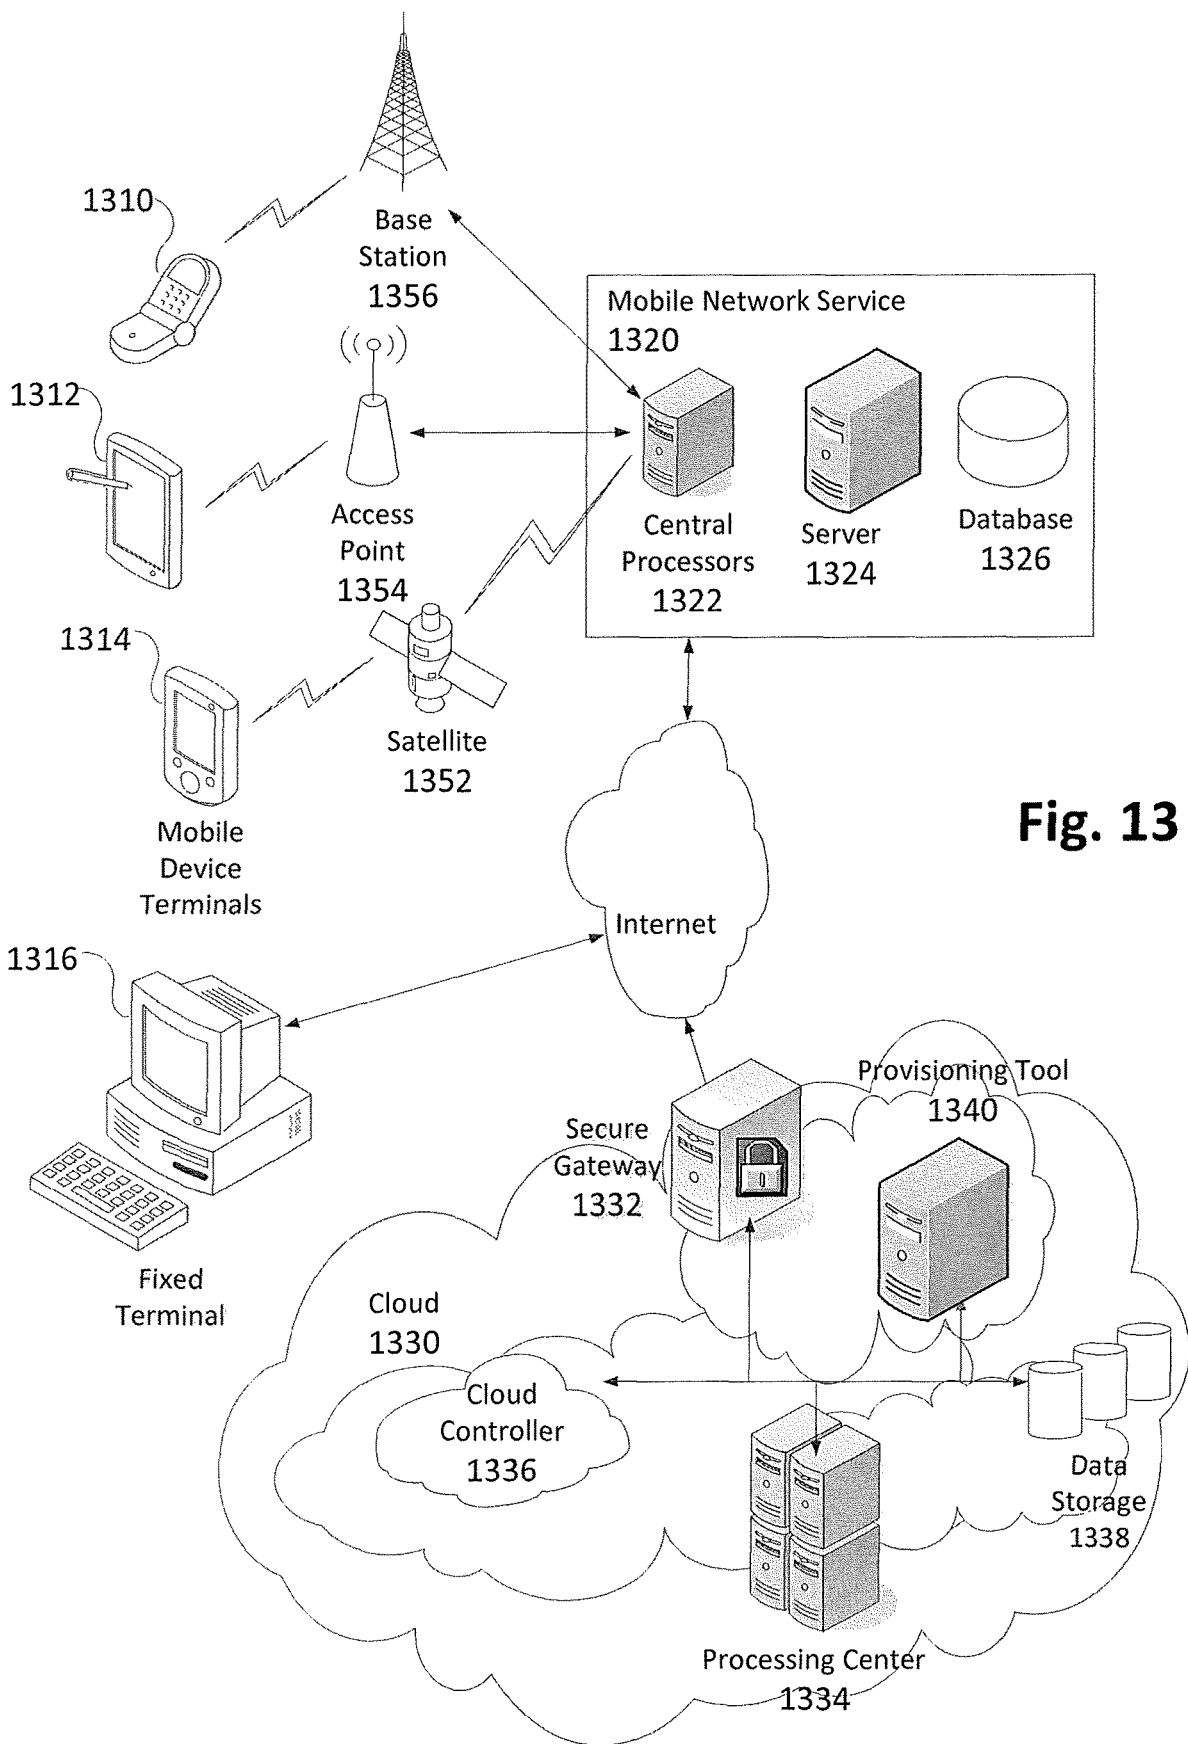 1310
Base
Station
1356
Mobile Network Service
1320
1312
Access
Point
1354
Central
Processors
1322
Server
1324
Database
1326
1314
Satellite
1352
Mobile
Device
Terminals
Fig. 13
Internet
1316
Fixed
Terminal
Secure
Gateway
1332
Provisioning Tool
1340
Cloud
1330
Cloud
Controller
1336
Data
Storage
1338
Processing Center
1334